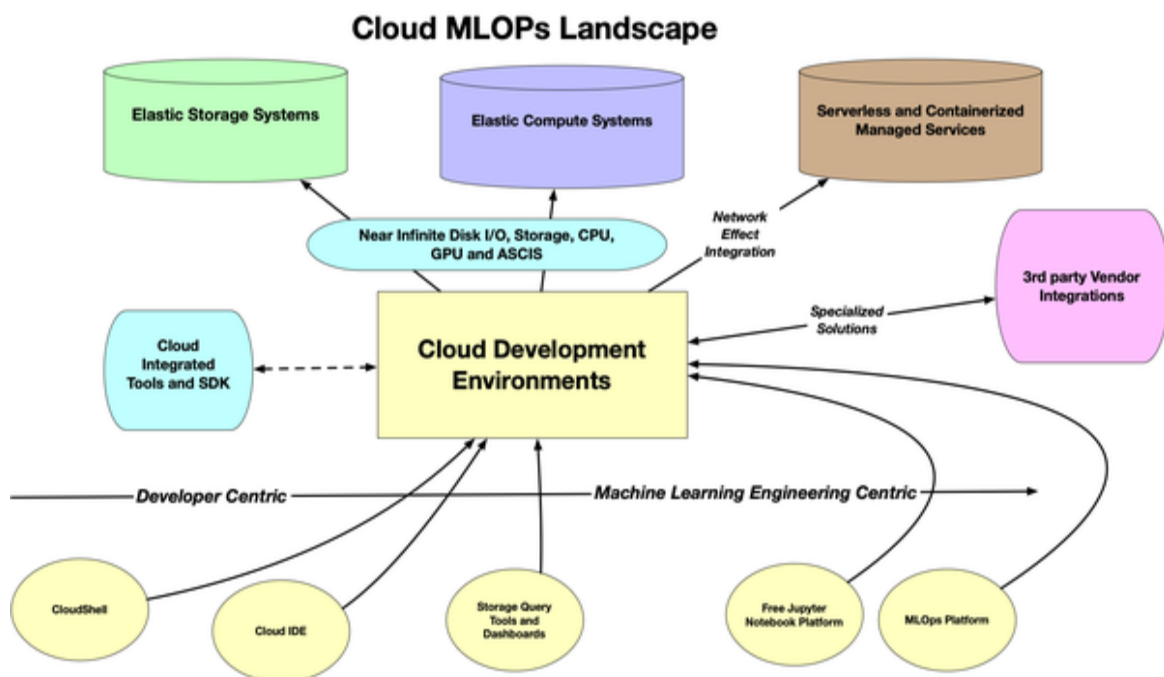 Cloud MLOPs Landscape
Elastic Storage Systems
Elastic Compute Systems
Serverless and Containerized
Managed Services
Near Infinite Disk I/O, Storage, CPU,
GPU and ASCIS
Network
Effect
Integration
3rd party Vendor
Integrations
Specialized
Solutions
Cloud
Integrated
Tools and SDK
Cloud Development
Environments
Developer Centric
Machine Learning Engineering Centric
CloudShell
Cloud IDE
Storage Query
Tools and
Dashboards
Free Jupyter
Notebook Platform
MLOps Platform